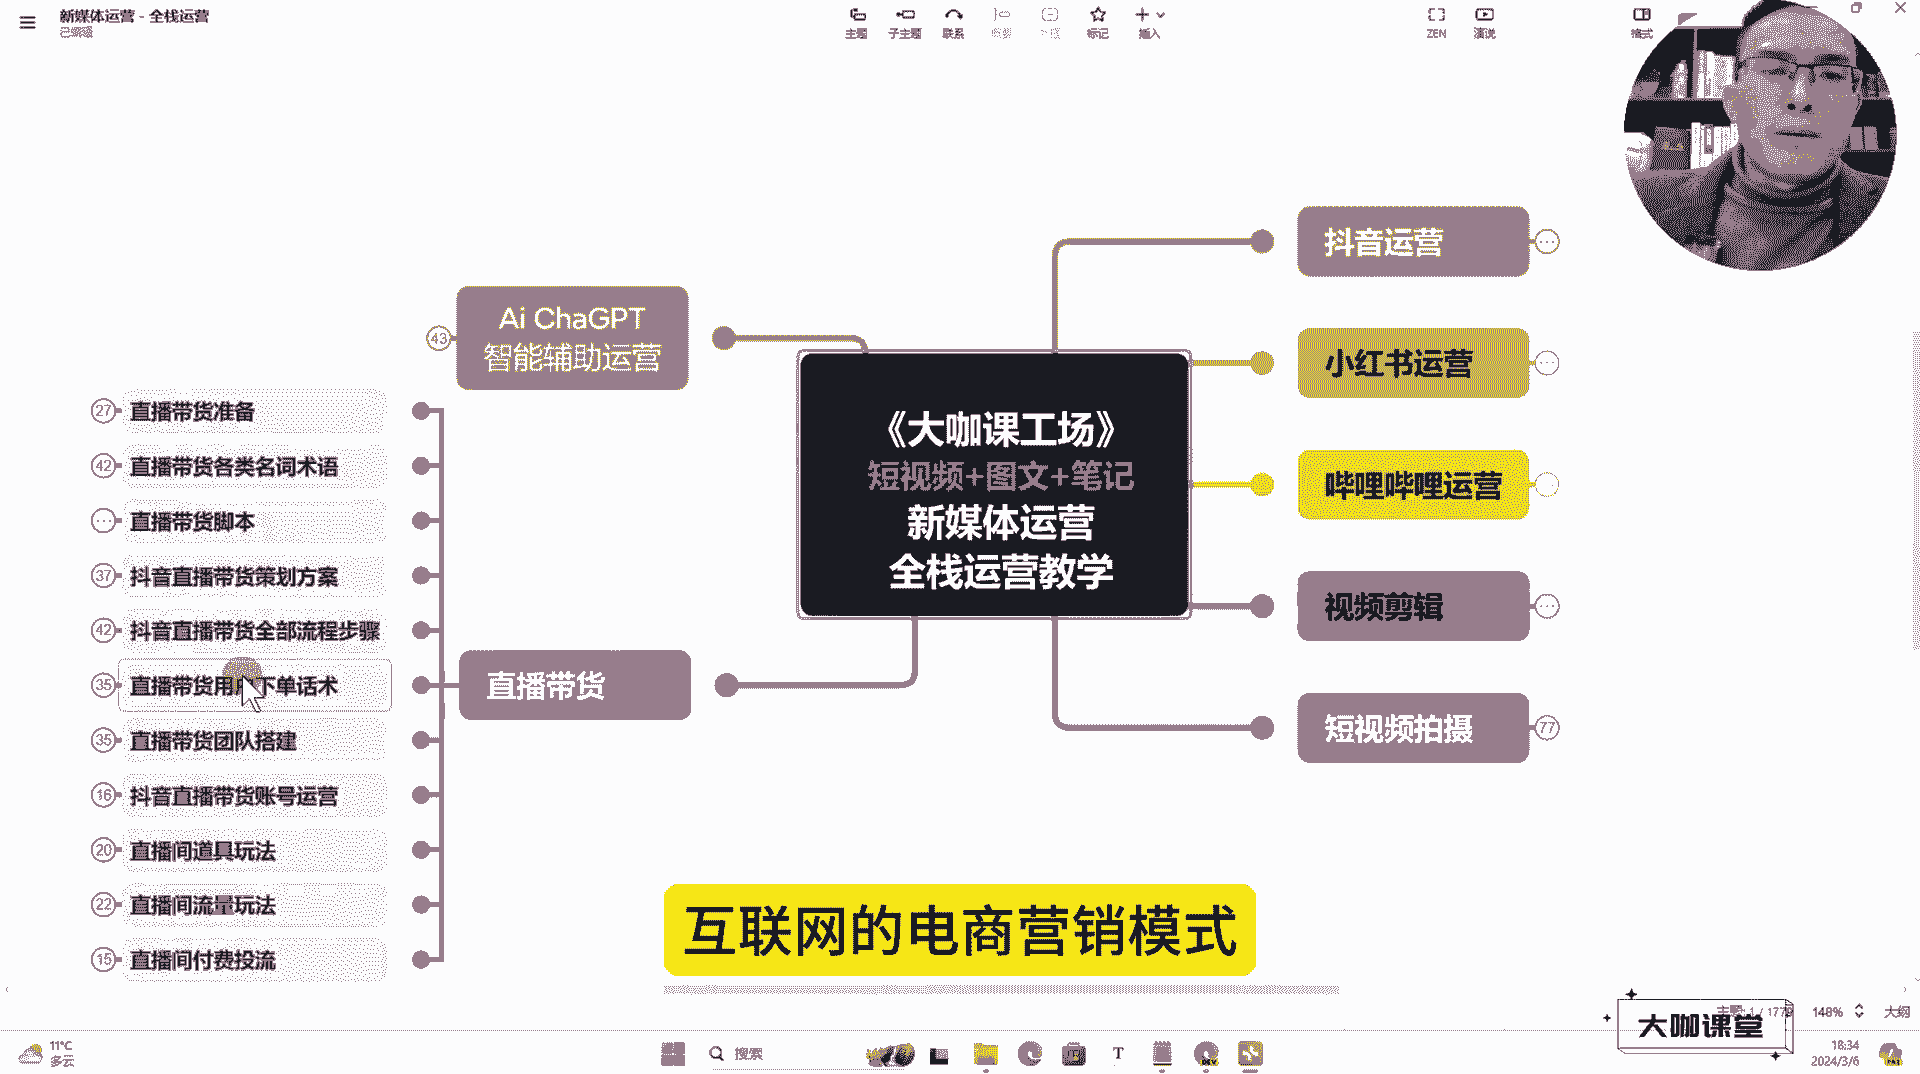 新媒体运营 - 全栈运营
已编辑
主题
子主题
联系
概要
外框
标记
插入
ZEN
演说
格式
Ai ChaGPT
智能辅助运营
43
27
直播带货准备
42
直播带货各类名词术语
直播带货脚本
37
抖音直播带货策划方案
42
抖音直播带货全部流程步骤
35
直播带货用户下单话术
35
直播带货团队搭建
16
抖音直播带货账号运营
20
直播间道具玩法
22
直播间流量玩法
15
直播间付费投流
直播带货
《大咖课工场》
短视频+图文+笔记
新媒体运营
全栈运营教学
抖音运营
小红书运营
哔哩哔哩运营
视频剪辑
短视频拍摄
77
互联网的电商营销模式
148%
大纲
大咖课堂
11°C
多云
搜索
18:34
2024/3/6